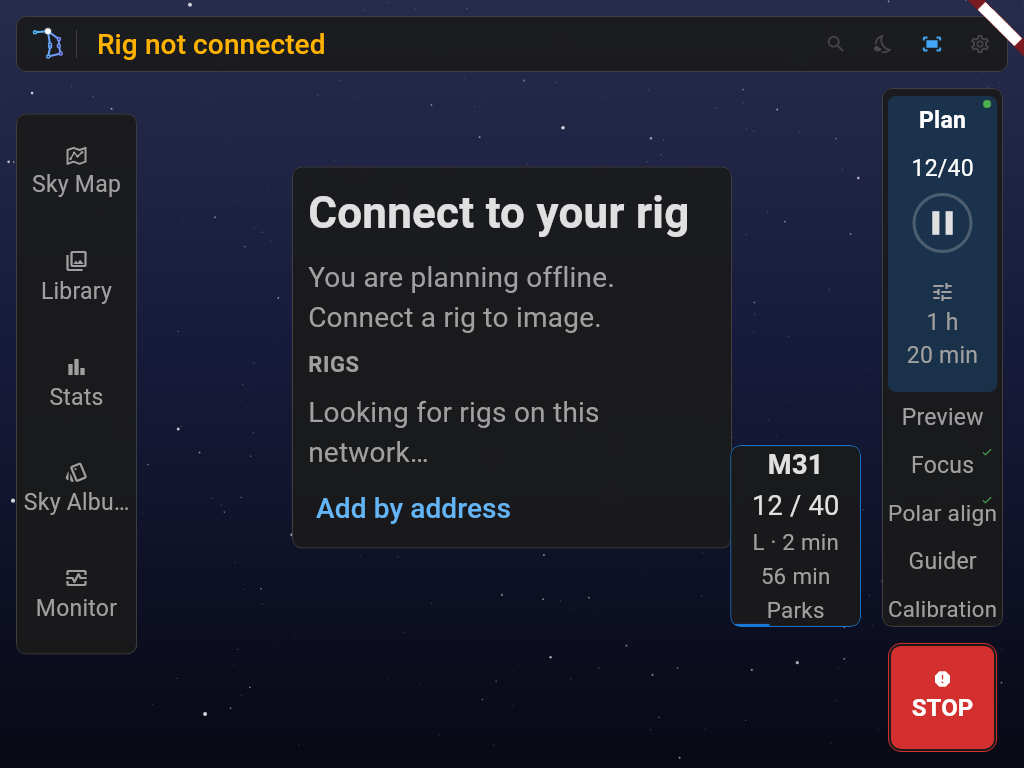 Rig not connected
Sky Map
Library
Stats
Sky Albu...
Monitor
Connect to your rig
You are planning offline.
Connect a rig to image.
RIGS
Looking for rigs on this
network…
Add by address
M31
12 / 40
L · 2 min
56 min
Parks
Plan
12/40
1 h
20 min
Preview
Focus
Polar align
Guider
Calibration
STOP